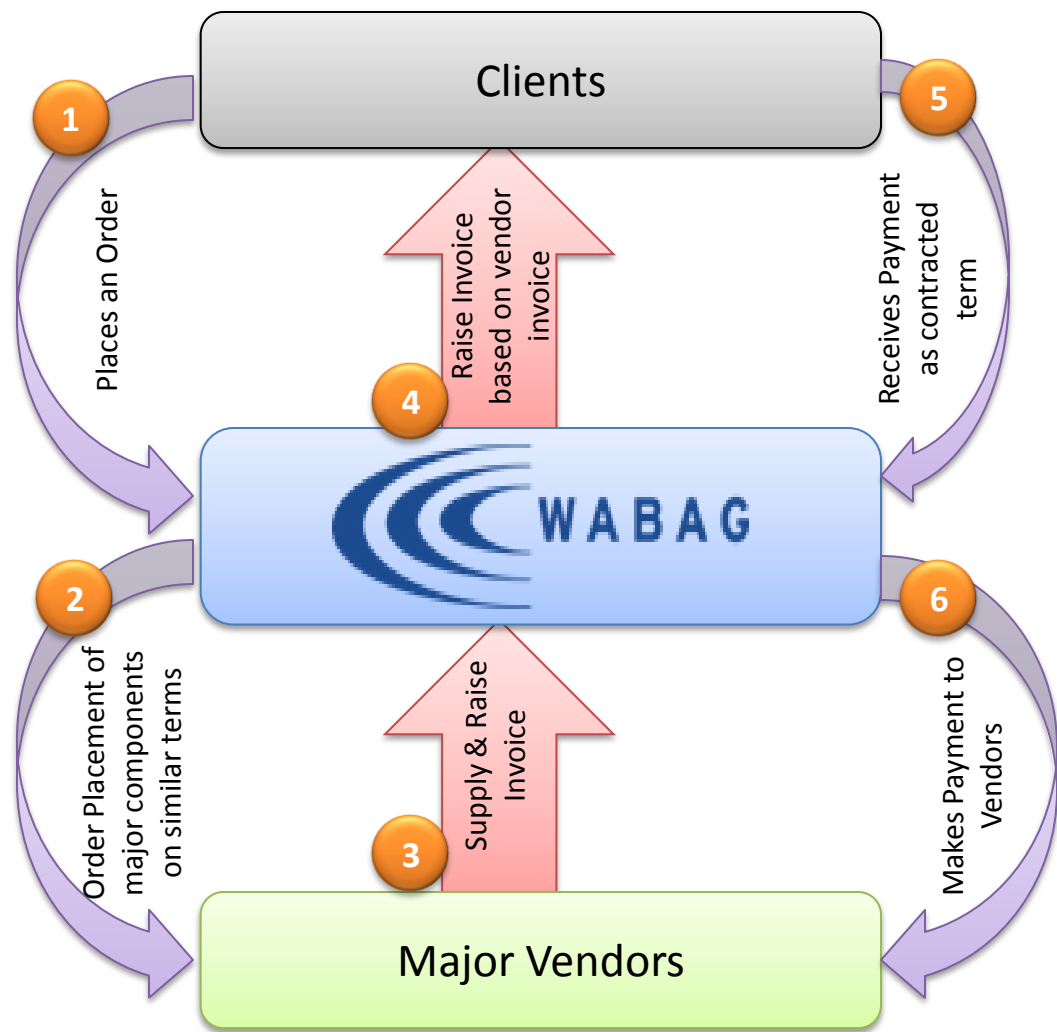 Clients
1
Places an Order
5
Receives Payment
as contracted
term
Raise Invoice
based on vendor
invoice
4
WABAG
2
Order Placement of
major components
on similar terms
6
Makes Payment to
Vendors
Supply & Raise
Invoice
3
Major Vendors